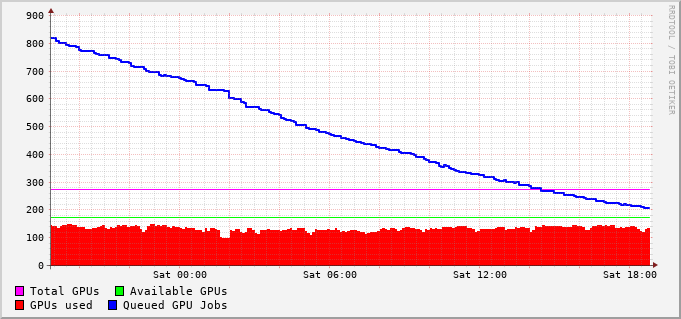 900
800
700
600
500
400
300
200
100
0
Sat 00:00 Sat 06:00 Sat 12:00 Sat 18:00
Total GPUs Available GPUs
GPUs used Queued GPU Jobs
RRDTOOL / TOBI OETIKER